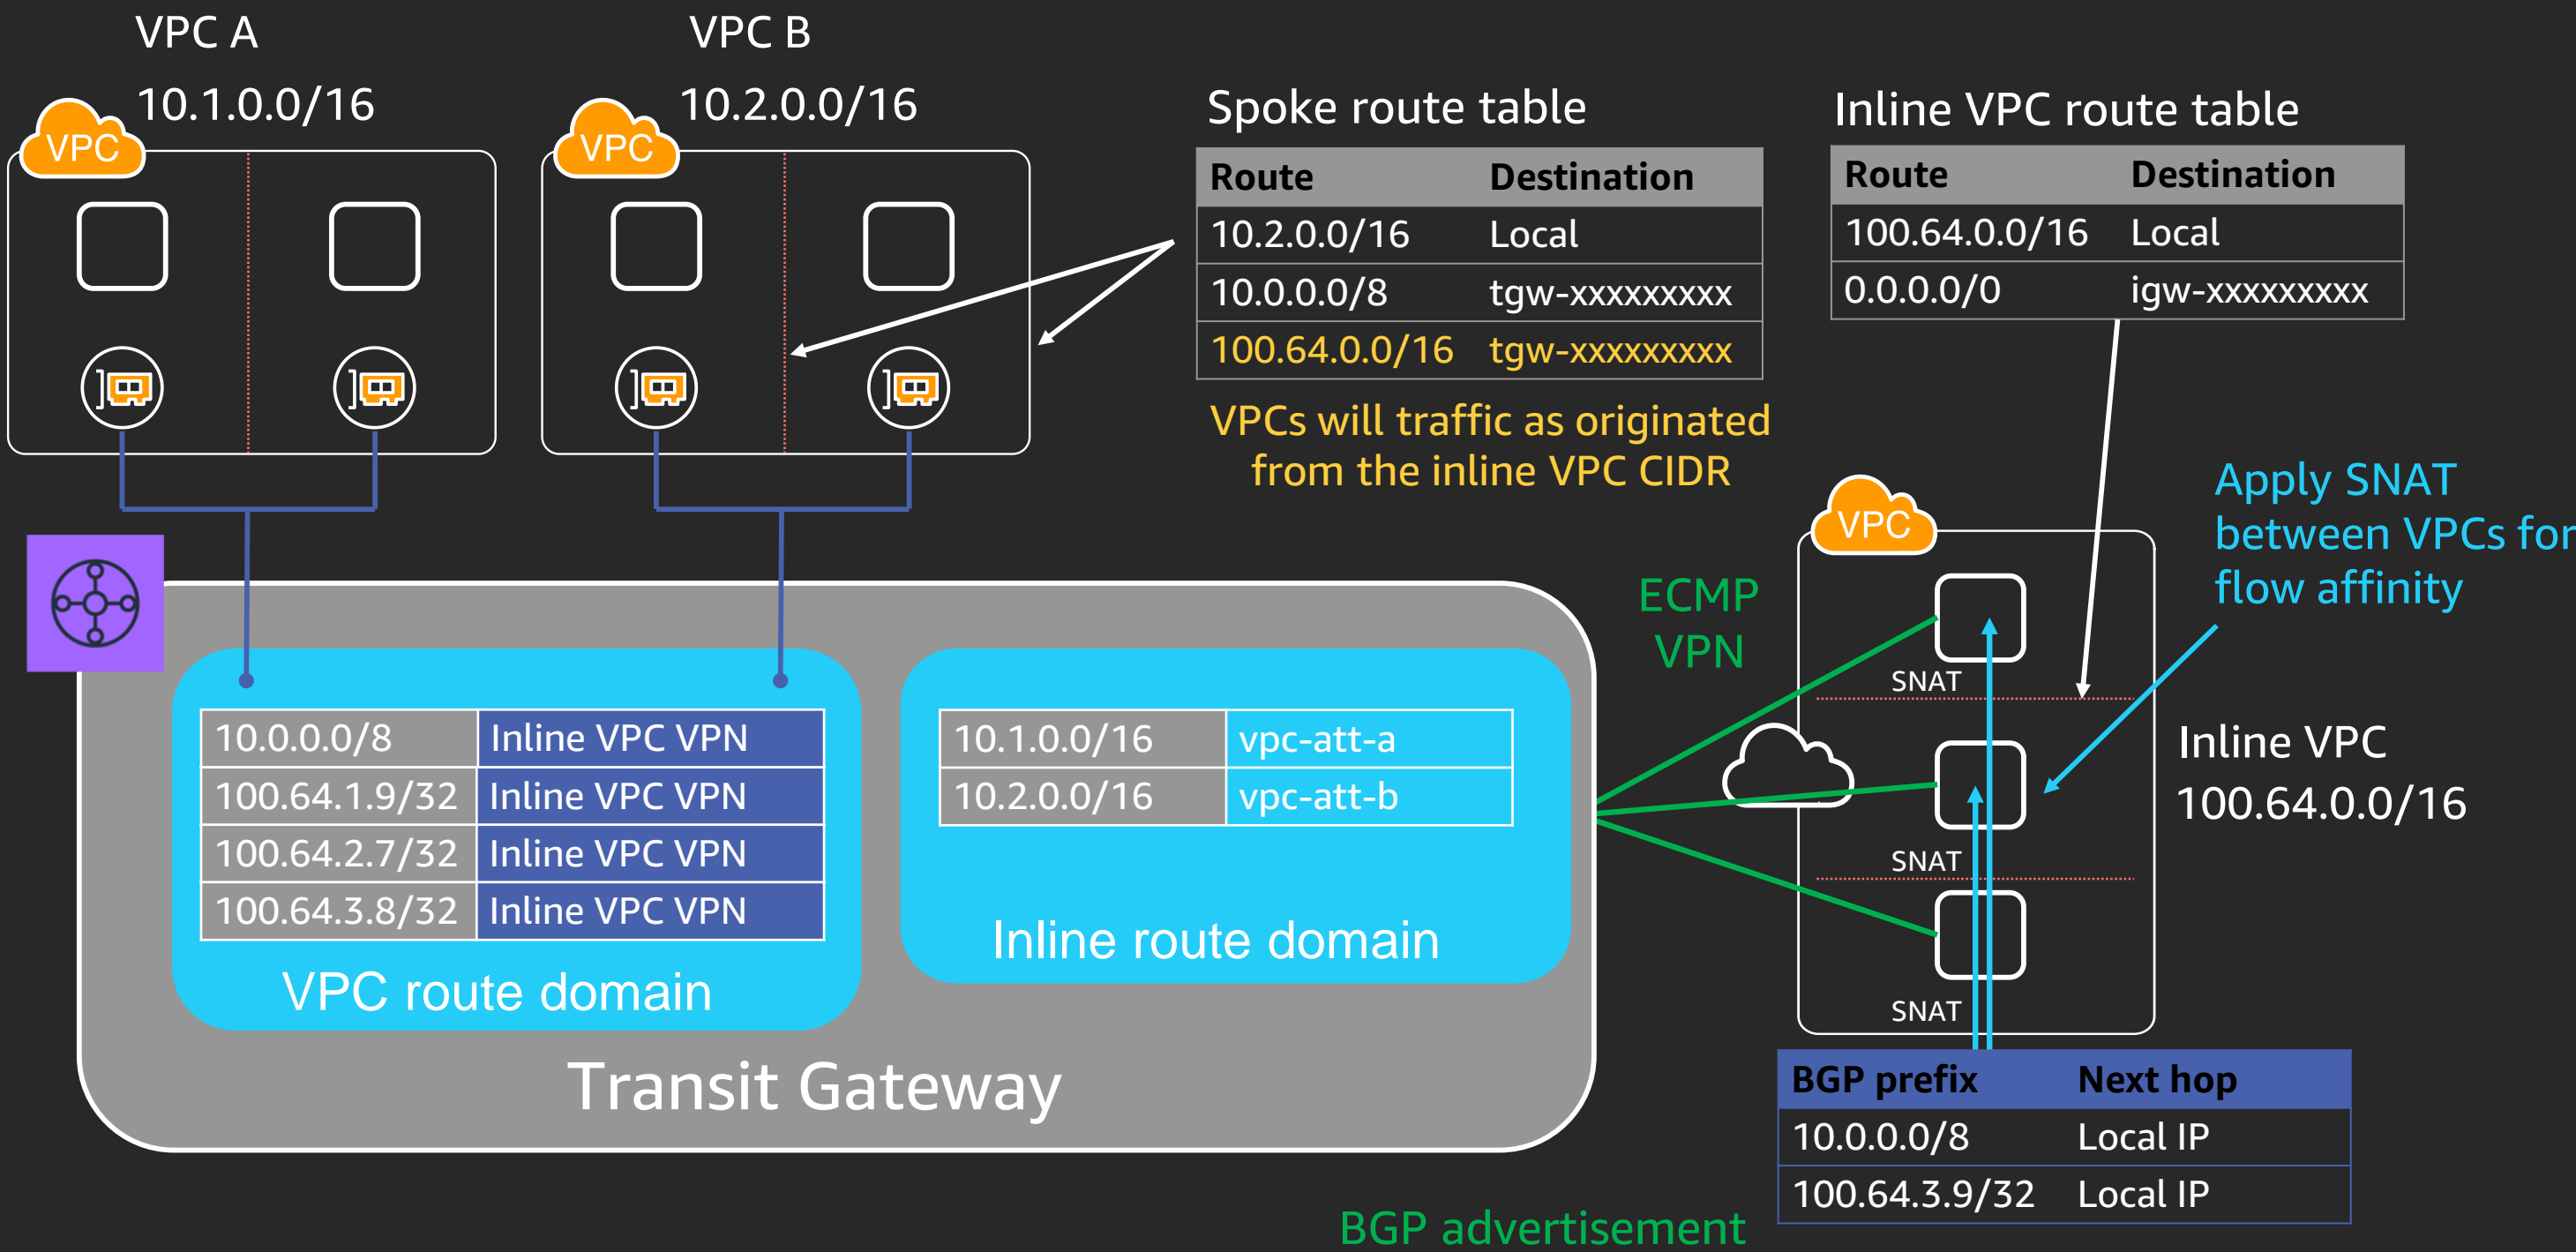 VPC A
10.1.0.0/16
VPC
VPC B
10.2.0.0/16
VPC
Spoke route table
Route Destination
10.2.0.0/16 Local
10.0.0.0/8 tgw-xxxxxxxxx
100.64.0.0/16 tgw-xxxxxxxxx
VPCs will traffic as originated
from the inline VPC CIDR
Inline VPC route table
Route Destination
100.64.0.0/16 Local
0.0.0.0/0 igw-xxxxxxxxx
Apply SNAT
between VPCs for
flow affinity
VPC
ECMP
VPN
SNAT
SNAT
SNAT
Inline VPC
100.64.0.0/16
10.0.0.0/8 Inline VPC VPN
100.64.1.9/32 Inline VPC VPN
100.64.2.7/32 Inline VPC VPN
100.64.3.8/32 Inline VPC VPN
VPC route domain
10.1.0.0/16 vpc-att-a
10.2.0.0/16 vpc-att-b
Inline route domain
Transit Gateway
BGP prefix Next hop
10.0.0.0/8 Local IP
100.64.3.9/32 Local IP
BGP advertisement